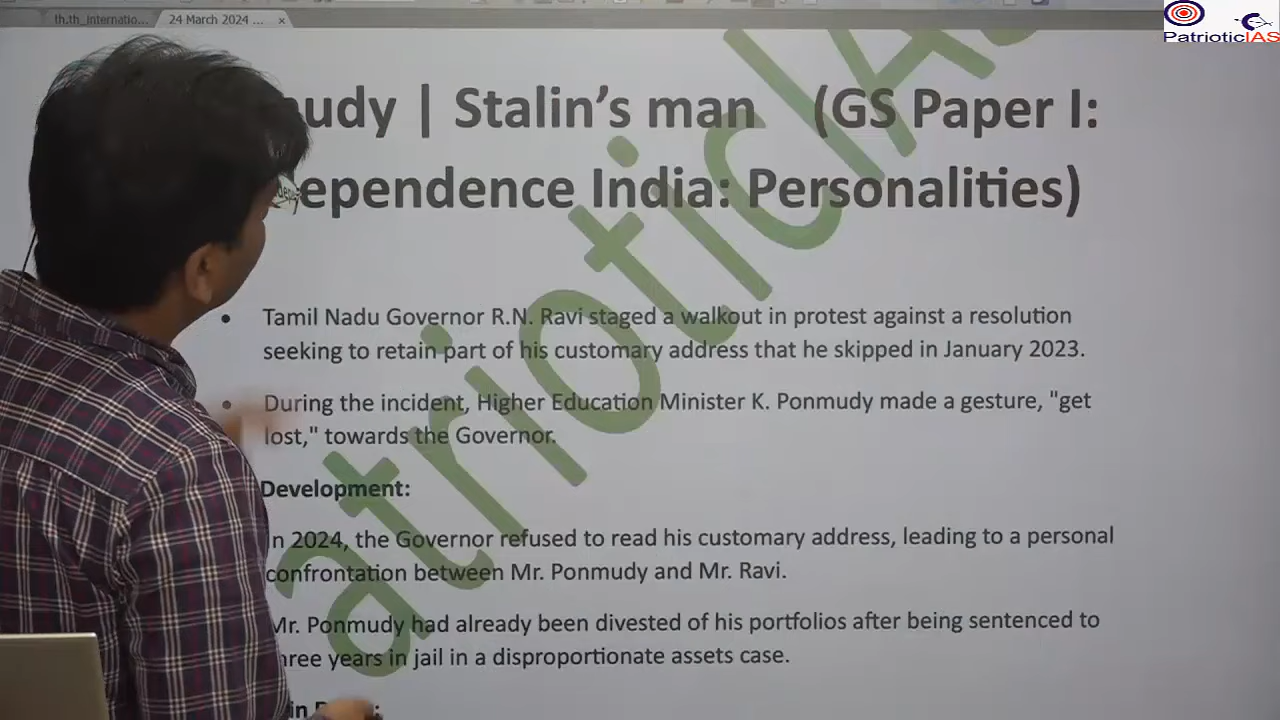 th.th_internatio...
24 March 2024 ...
PatrioticIAS
udy | Stalin’s man (GS Paper I:
ependence India: Personalities)
• Tamil Nadu Governor R.N. Ravi staged a walkout in protest against a resolution
seeking to retain part of his customary address that he skipped in January 2023.
• During the incident, Higher Education Minister K. Ponmudy made a gesture, "get
lost," towards the Governor.
Development:
In 2024, the Governor refused to read his customary address, leading to a personal
confrontation between Mr. Ponmudy and Mr. Ravi.
Mr. Ponmudy had already been divested of his portfolios after being sentenced to
hree years in jail in a disproportionate assets case.
atrioticIAS